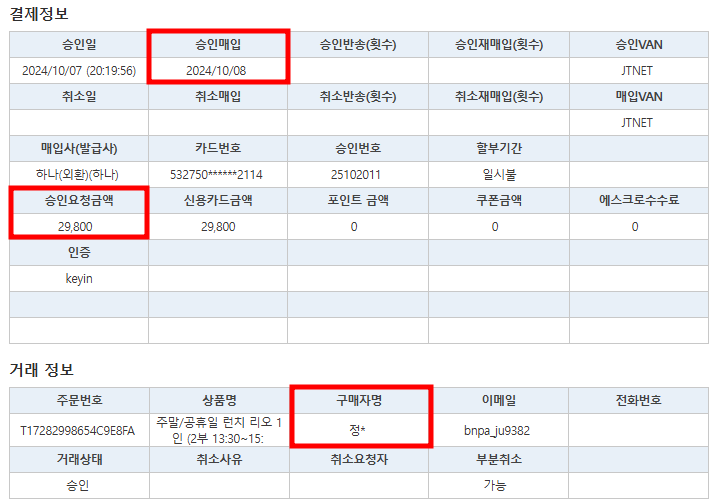 결제정보
승인일 승인매입 승인반송(횟수) 승인재매입(횟수) 승인VAN
2024/10/07 (20:19:56) 2024/10/08 JTNET
취소일 취소매입 취소반송(횟수) 취소재매입(횟수) 매입VAN
JTNET
매입사(발급사) 카드번호 승인번호 할부기간
하나(외환)(하나) 532750******2114 25102011 일시불
승인요청금액 신용카드금액 포인트 금액 쿠폰금액 에스크로수수료
29,800 29,800 0 0 0
인증
keyin
거래 정보
주문번호 상품명 구매자명 이메일 전화번호
T17282998654C9E8FA 주말/공휴일 런치 리오 1 정* bnpa_ju9382
인 (2부 13:30~15:
거래상태 취소사유 취소요청자 부분취소
승인 가능